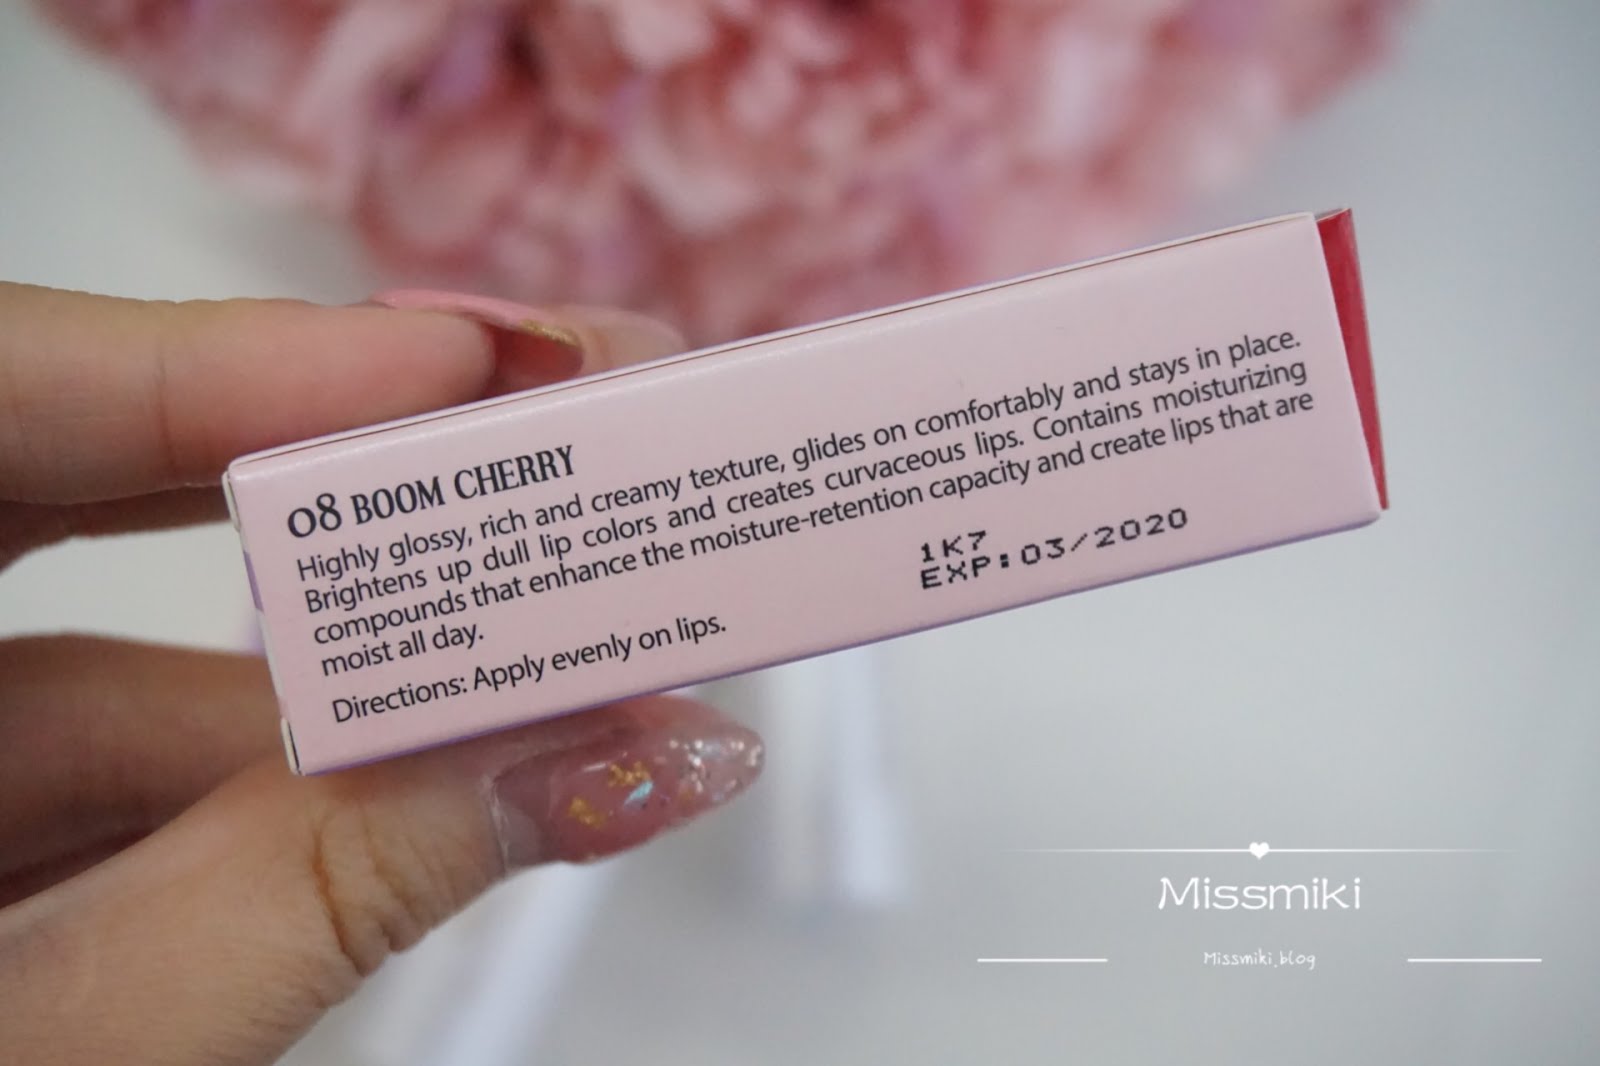 08 BOOM CHERRY
Highly glossy, rich and creamy texture, glides on comfortably and stays in place.
Brightens up dull lip colors and creates curvaceous lips. Contains moisturizing
compounds that enhance the moisture-retention capacity and create lips that are
moist all day.
Directions: Apply evenly on lips.
1K7
EXP:03/2020
Missmiki
Missmiki.blog